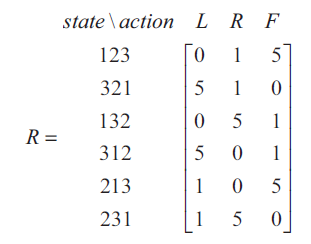 state\action L R F
123 0 1 5
321 5 1 0
132 0 5 1
R =
312 5 0 1
213 1 0 5
231 1 5 0